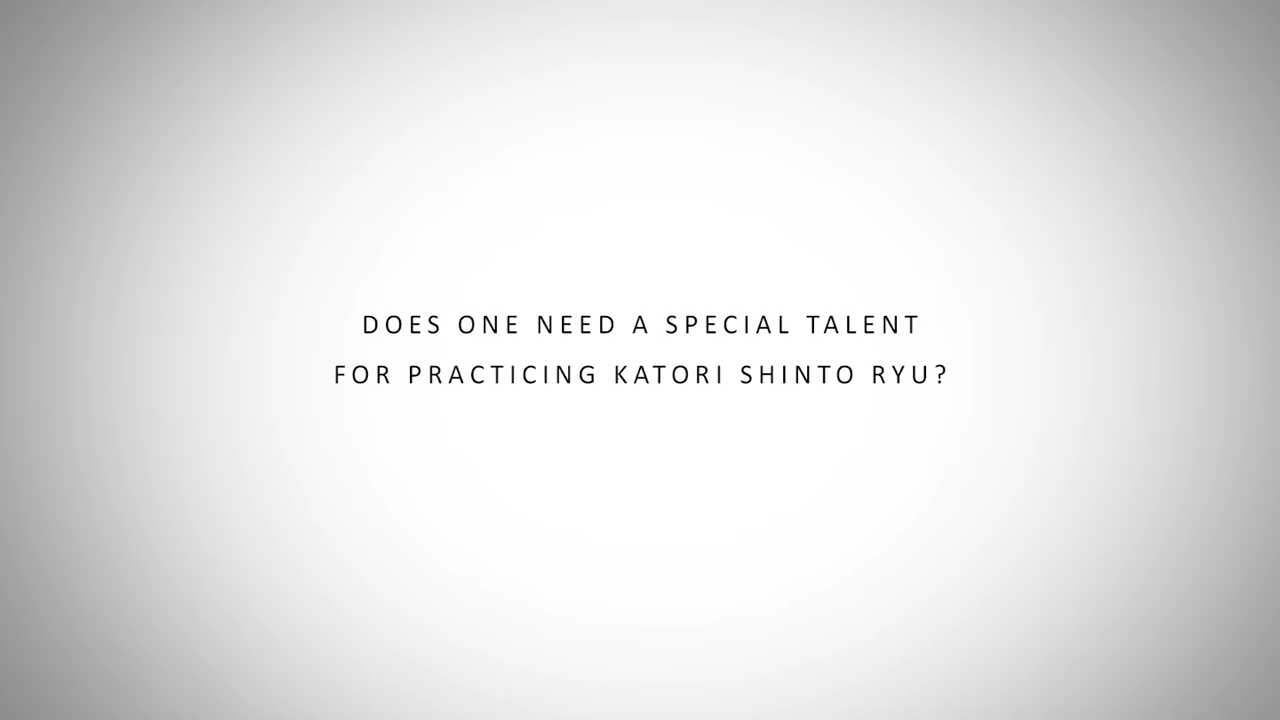 DOES ONE NEED A SPECIAL TALENT
FOR PRACTICING KATORI SHINTO RYU?